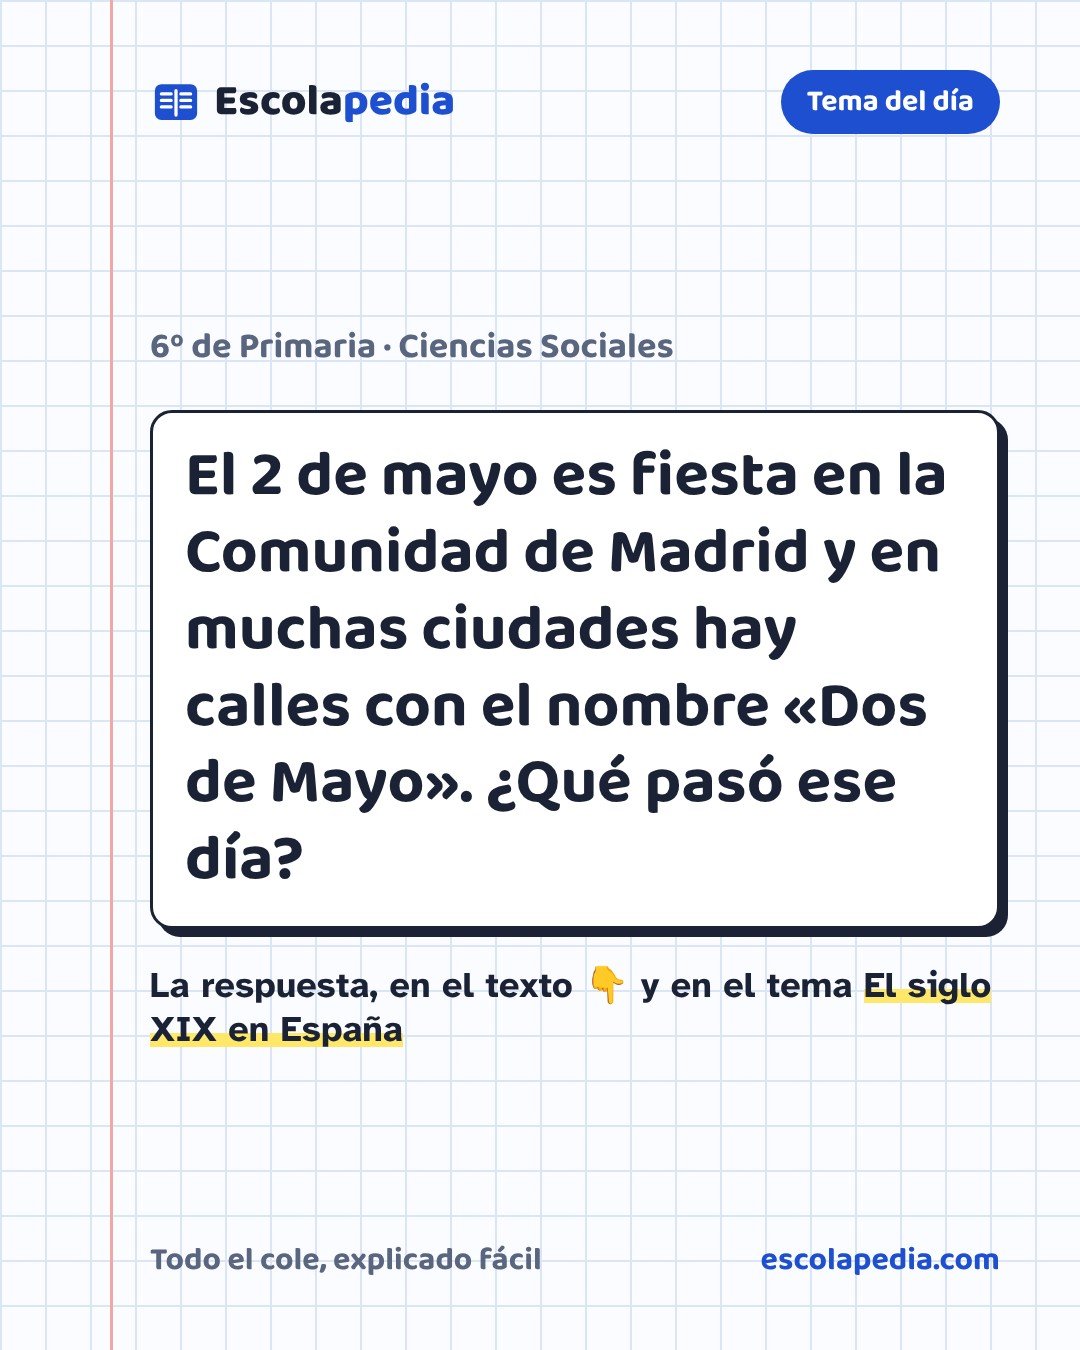 Escolapedia
Tema del día
6º de Primaria · Ciencias Sociales
El 2 de mayo es fiesta en la
Comunidad de Madrid y en
muchas ciudades hay
calles con el nombre «Dos
de Mayo». ¿Qué pasó ese
día?
La respuesta, en el texto 👇 y en el tema El siglo
XIX en España
Todo el cole, explicado fácil
escolapedia.com